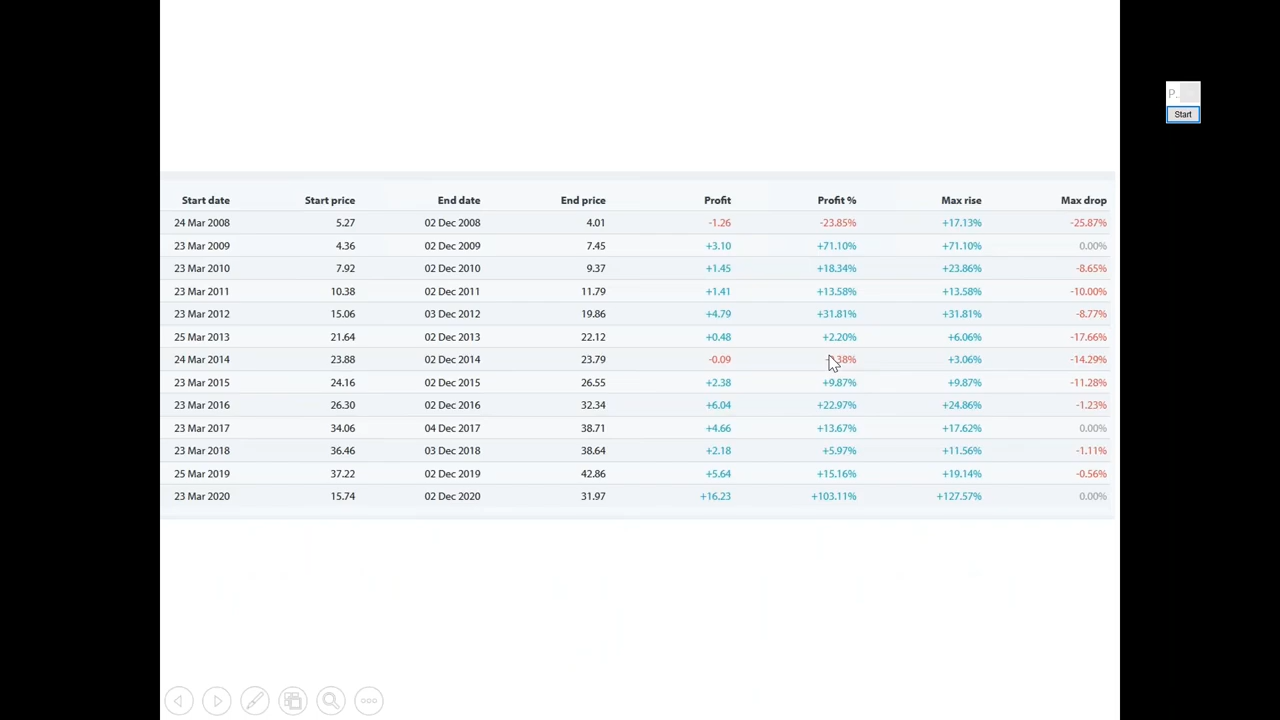 P.
Start
Start date Start price End date End price Profit Profit % Max rise Max drop
24 Mar 2008 5.27 02 Dec 2008 4.01 -1.26 -23.85% +17.13% -25.87%
23 Mar 2009 4.36 02 Dec 2009 7.45 +3.10 +71.10% +71.10% 0.00%
23 Mar 2010 7.92 02 Dec 2010 9.37 +1.45 +18.34% +23.86% -8.65%
23 Mar 2011 10.38 02 Dec 2011 11.79 +1.41 +13.58% +13.58% -10.00%
23 Mar 2012 15.06 03 Dec 2012 19.86 +4.79 +31.81% +31.81% -8.77%
25 Mar 2013 21.64 02 Dec 2013 22.12 +0.48 +2.20% +6.06% -17.66%
24 Mar 2014 23.88 02 Dec 2014 23.79 -0.09 +3.06% -14.29%
23 Mar 2015 24.16 02 Dec 2015 26.55 +2.38 +9.87% +9.87% -11.28%
23 Mar 2016 26.30 02 Dec 2016 32.34 +6.04 +22.97% +24.86% -1.23%
23 Mar 2017 34.06 04 Dec 2017 38.71 +4.66 +13.67% +17.62% 0.00%
23 Mar 2018 36.46 03 Dec 2018 38.64 +2.18 +5.97% +11.56% -1.11%
25 Mar 2019 37.22 02 Dec 2019 42.86 +5.64 +15.16% +19.14% -0.56%
23 Mar 2020 15.74 02 Dec 2020 31.97 +16.23 +103.11% +127.57% 0.00%